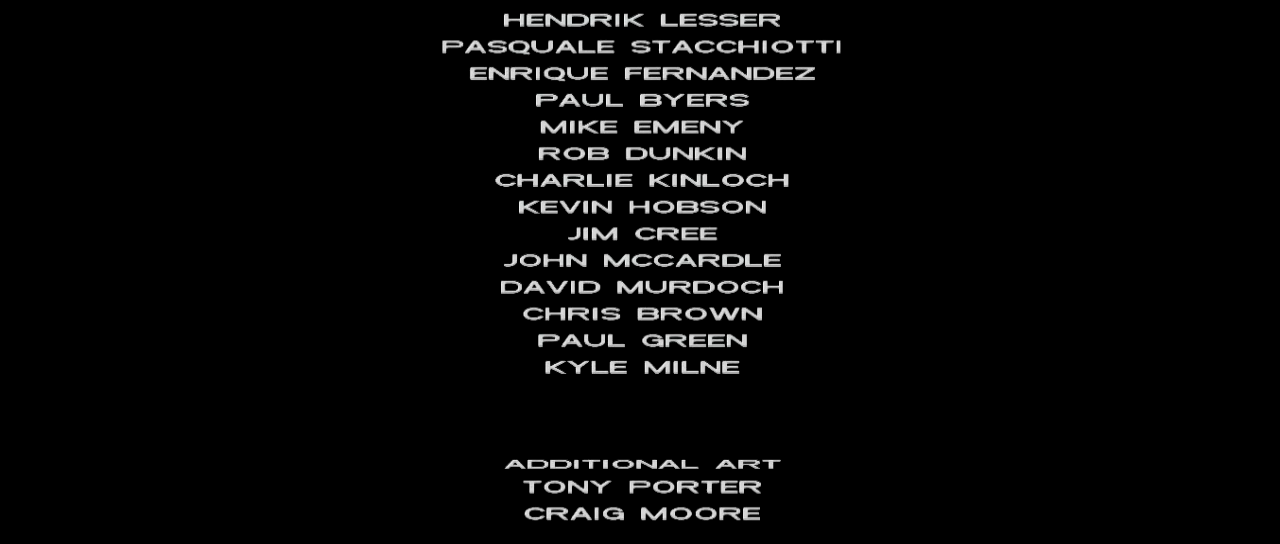 HENDRIK LESSER
PASQUALE STACCHIOTTI
ENRIQUE FERNANDEZ
PAUL BYERS
MIKE EMENY
ROB DUNKIN
CHARLIE KINLOCH
KEVIN HOBSON
JIM CREE
JOHN MCCARDLE
DAVID MURDOCH
CHRIS BROWN
PAUL GREEN
KYLE MILNE
ADDITIONAL ART
TONY PORTER
CRAIG MOORE